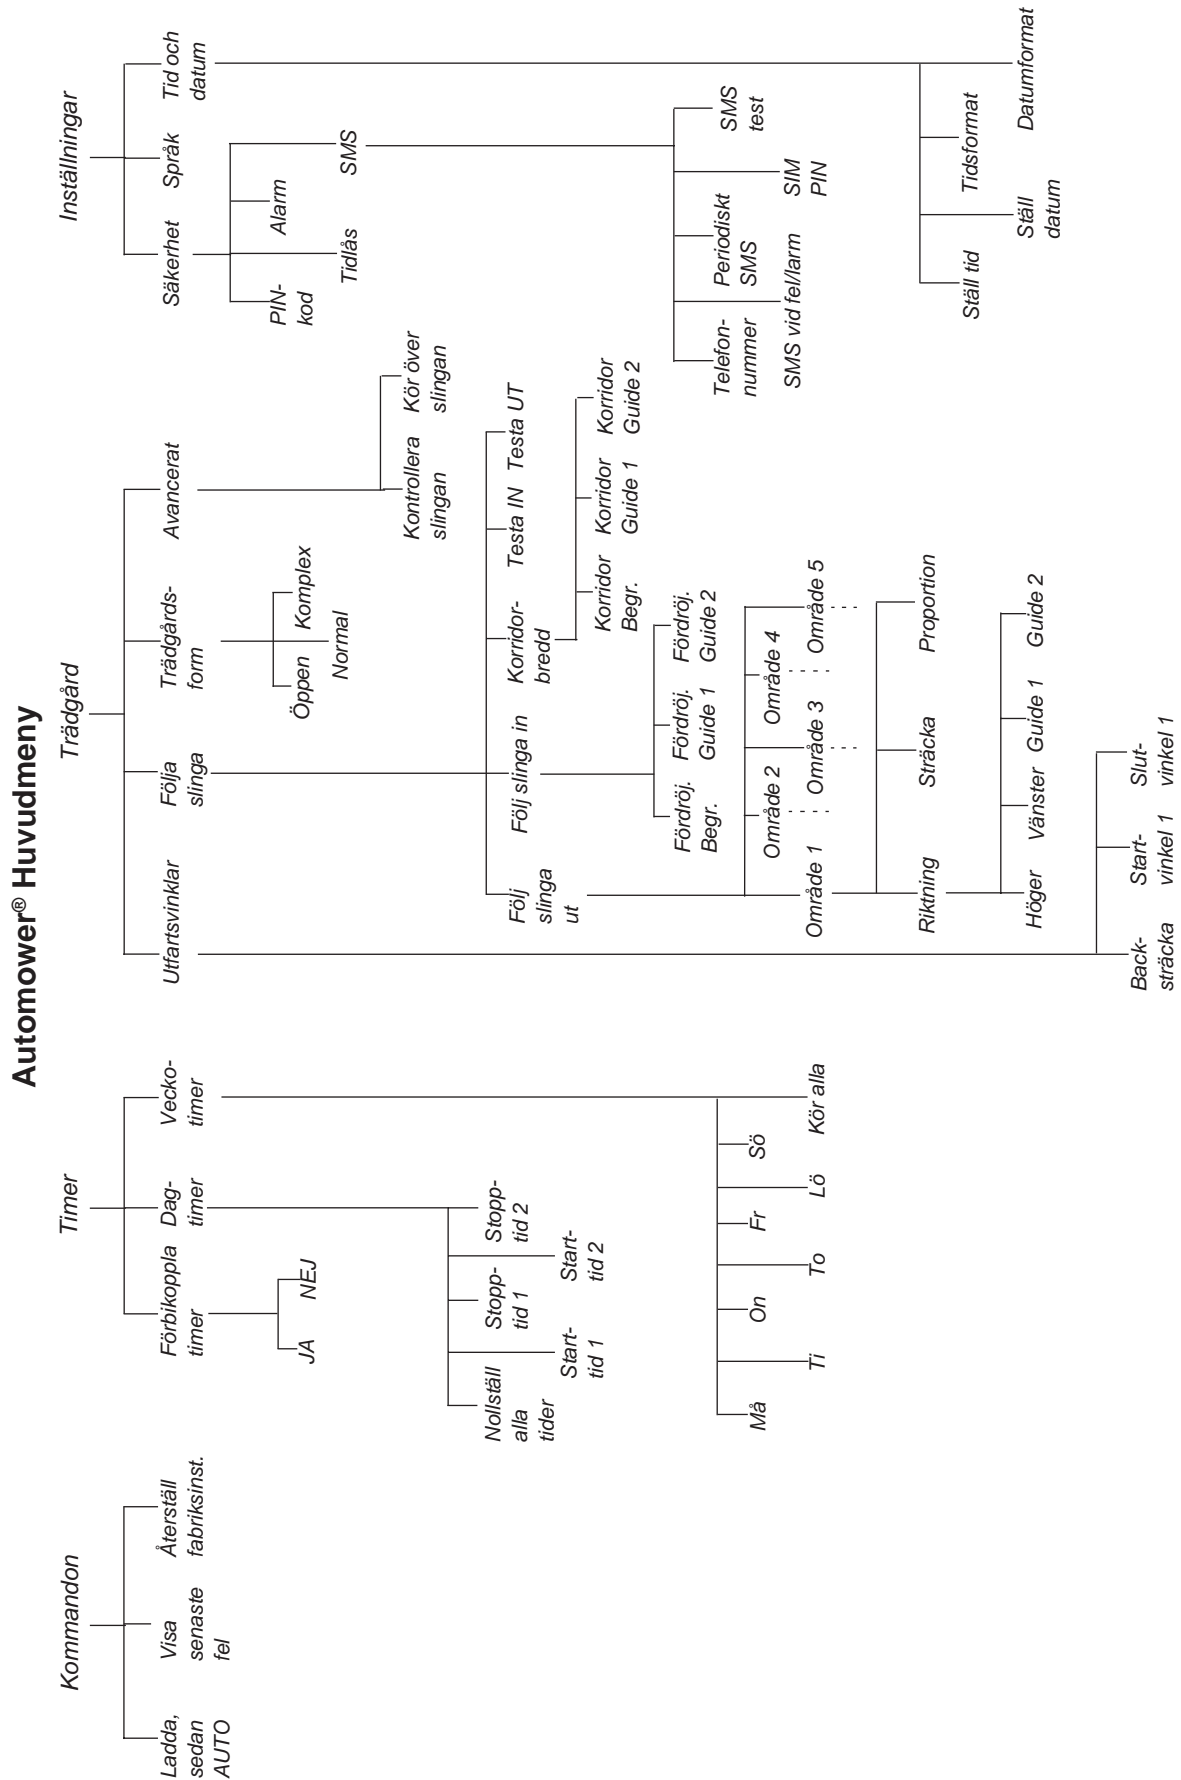 Automower® Huvudmeny
Kommandon
Ladda,
sedan
AUTO
Visa
senaste
fel
Återställ
fabriksinst.
Timer
Förbikoppla
timer
JA
NEJ
Dag-
timer
Nollställ
alla
tider
Start-
tid 1
Stopp-
tid 1
Start-
tid 2
Stopp-
tid 2
Vecko-
timer
Må
Ti
On
To
Fr
Lö
Sö
Kör alla
Trädgård
Utfartsvinklar
Back-
sträcka
Start-
vinkel 1
Slut-
vinkel 1
Följa
slinga
Följ
slinga
ut
Område 1
Område 2
Område 3
Område 4
Område 5
Riktning
Sträcka
Proportion
Höger
Vänster
Guide 1
Guide 2
Följ slinga in
Fördröj.
Begr.
Fördröj.
Guide 1
Fördröj.
Guide 2
Korridor-
bredd
Korridor
Begr.
Korridor
Guide 1
Korridor
Guide 2
Testa IN
Testa UT
Trädgårds-
form
Öppen
Normal
Komplex
Avancerat
Kontrollera
slingan
Kör över
slingan
Inställningar
Säkerhet
PIN-
kod
Tidlås
Alarm
SMS
Telefon-
nummer
SMS vid fel/larm
Periodiskt
SMS
SIM
PIN
SMS
test
Språk
Tid och
datum
Ställ tid
Ställ
datum
Tidsformat
Datumformat